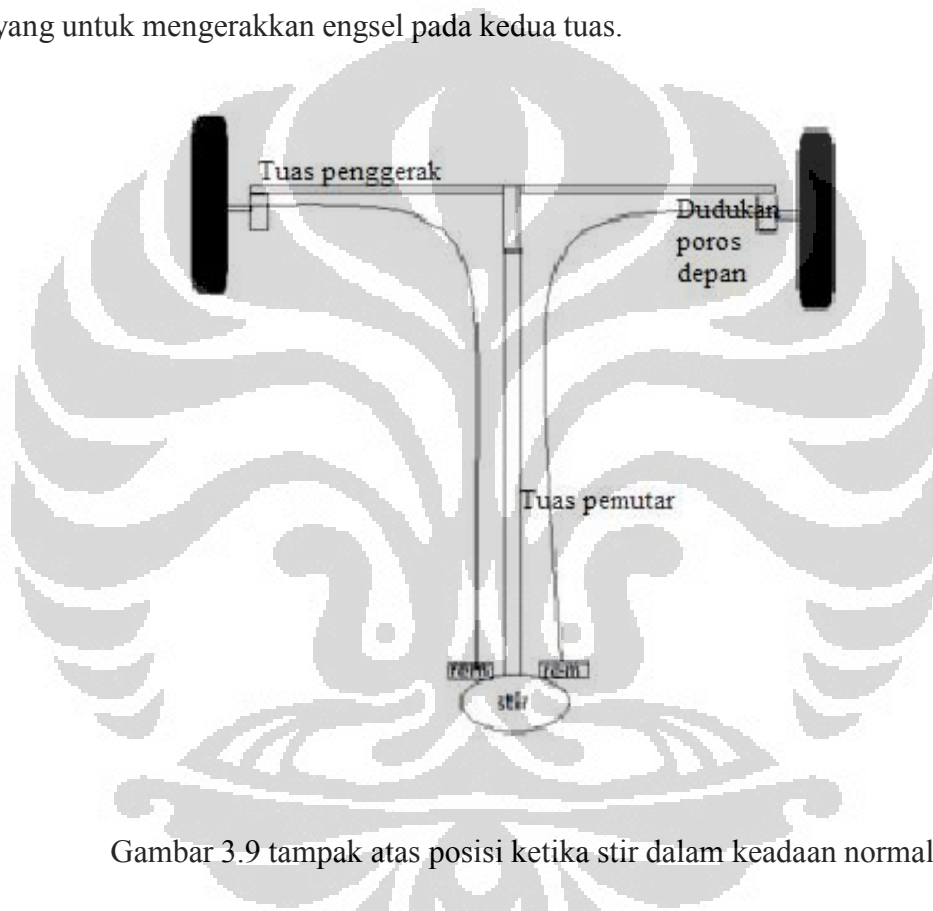 yang untuk mengerakkan engsel pada kedua tuas.
Tuas penggerak
Dudukan
poros
depan
Tuas pemutar
rem
rem
stir
Gambar 3.9 tampak atas posisi ketika stir dalam keadaan normal